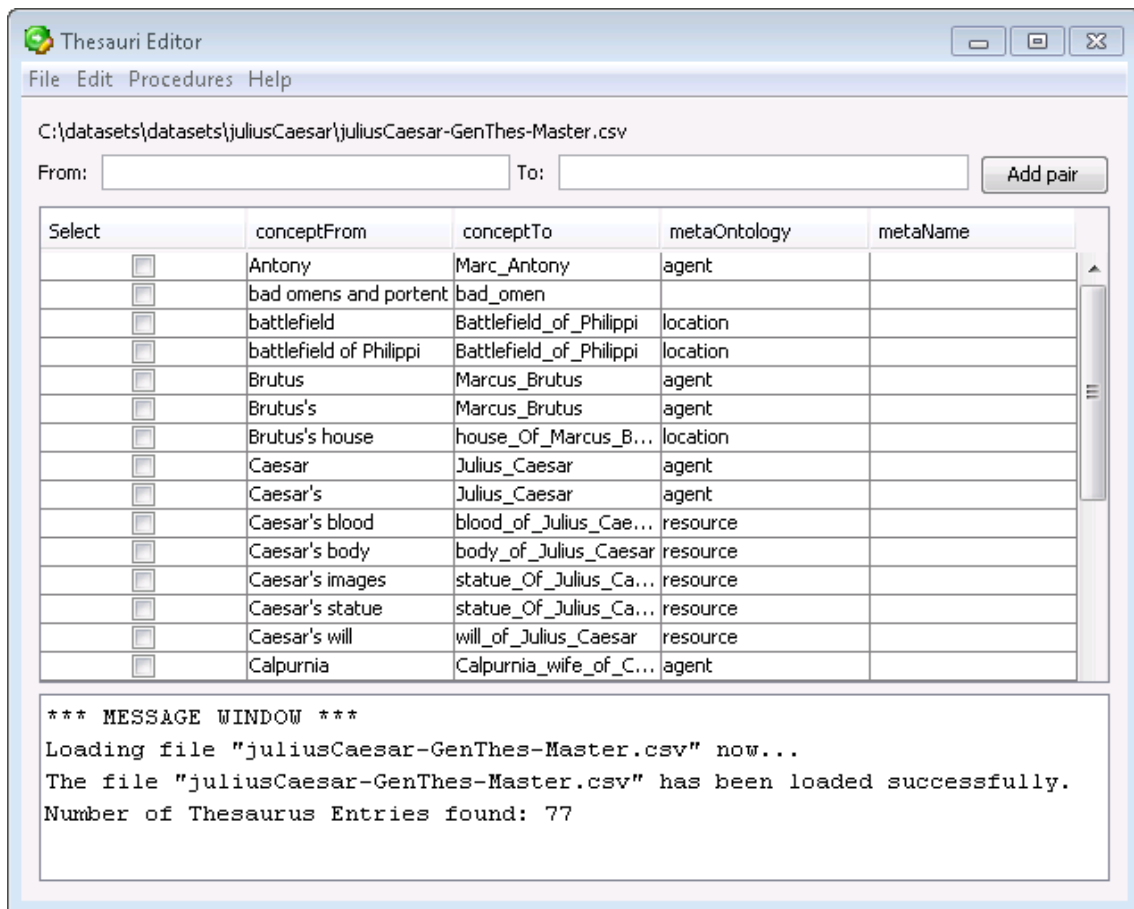 Thesauri Editor
File Edit Procedures Help
C:\datasets\datasets\juliusCaesar\juliusCaesar-GenThes-Master.csv
From: To: Add pair
Select conceptFrom conceptTo metaOntology metaName
Antony Marc_Antony agent
bad omens and portent bad_omen
battlefield Battlefield_of_Philippi location
battlefield of Philippi Battlefield_of_Philippi location
Brutus Marcus_Brutus agent
Brutus's Marcus_Brutus agent
Brutus's house house_Of_Marcus_B... location
Caesar Julius_Caesar agent
Caesar's Julius_Caesar agent
Caesar's blood blood_of_Julius_Cae... resource
Caesar's body body_of_Julius_Caesar resource
Caesar's images statue_Of_Julius_Ca... resource
Caesar's statue statue_Of_Julius_Ca... resource
Caesar's will will_of_Julius_Caesar resource
Calpurnia Calpurnia_wife_of_C... agent
*** MESSAGE WINDOW ***
Loading file "juliusCaesar-GenThes-Master.csv" now...
The file "juliusCaesar-GenThes-Master.csv" has been loaded successfully.
Number of Thesaurus Entries found: 77